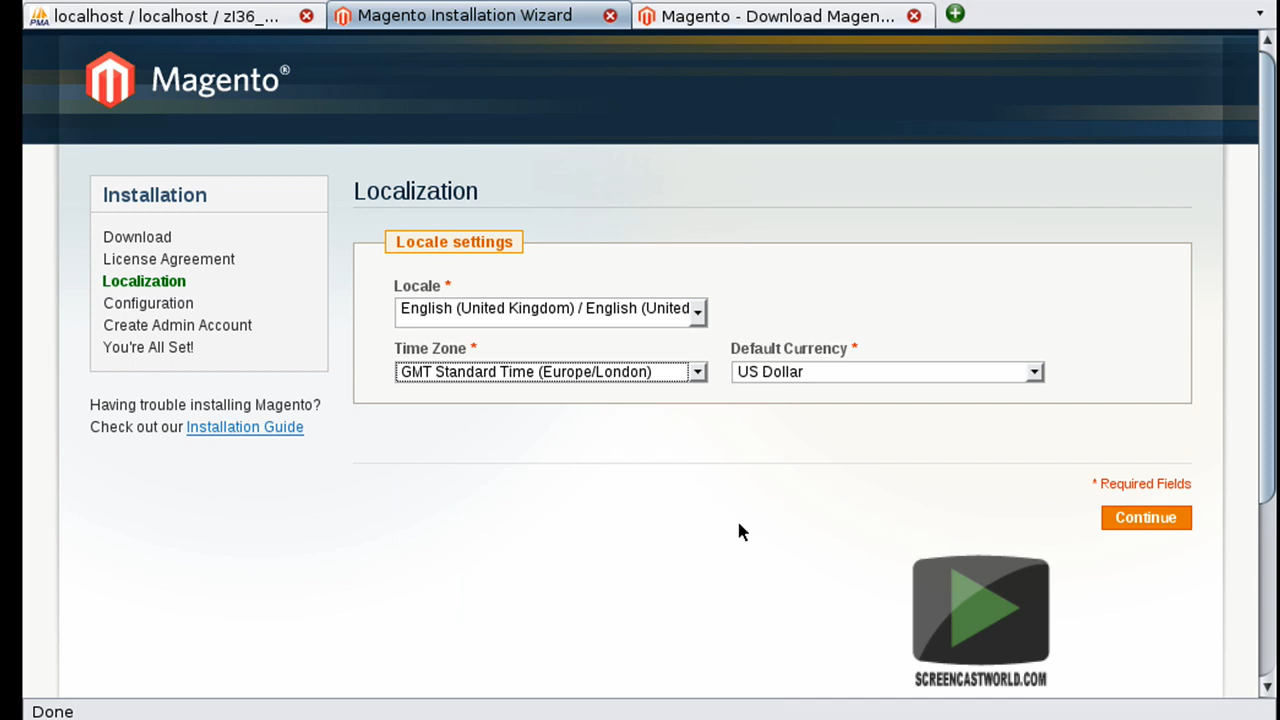 localhost / localhost / zI36_...
Magento Installation Wizard
Magento - Download Magen...
Magento®
Installation
Download
License Agreement
Localization
Configuration
Create Admin Account
You're All Set!
Having trouble installing Magento?
Check out our Installation Guide
Localization
Locale settings
Locale *
English (United Kingdom) / English (United
Time Zone *
GMT Standard Time (Europe/London)
Default Currency *
US Dollar
* Required Fields
Continue
SCREENCASTWORLD.COM
Done